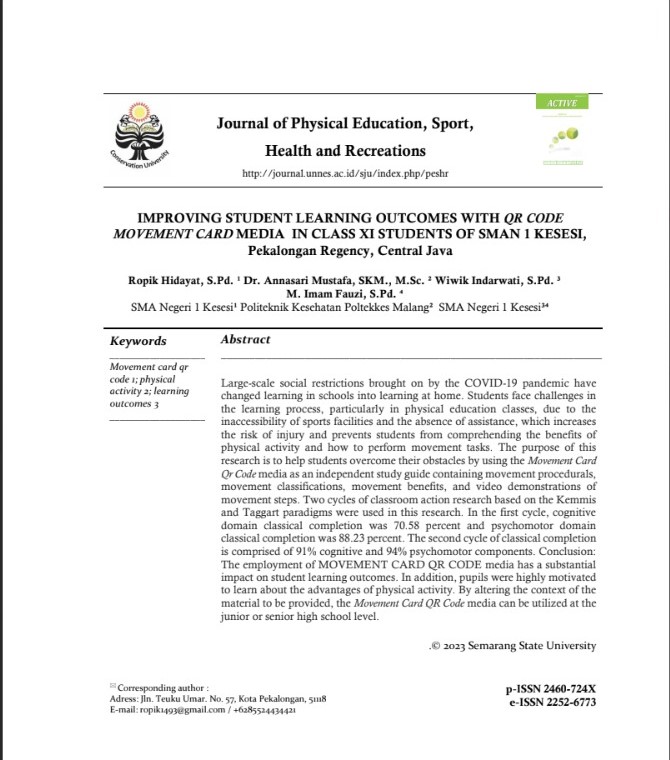 Conservation University
Journal of Physical Education, Sport,
Health and Recreations
http://journal.unnes.ac.id/sju/index.php/peshr
ACTIVE
IMPROVING STUDENT LEARNING OUTCOMES WITH QR CODE
MOVEMENT CARD MEDIA IN CLASS XI STUDENTS OF SMAN 1 KESESI,
Pekalongan Regency, Central Java
Ropik Hidayat, S.Pd. ¹ Dr. Annasari Mustafa, SKM., M.Sc. ² Wiwik Indarwati, S.Pd. ³
M. Imam Fauzi, S.Pd. ⁴
SMA Negeri 1 Kesesi¹ Politeknik Kesehatan Poltekkes Malang² SMA Negeri 1 Kesesi³⁴
Keywords
Movement card qr
code 1; physical
activity 2; learning
outcomes 3
Abstract
Large-scale social restrictions brought on by the COVID-19 pandemic have
changed learning in schools into learning at home. Students face challenges in
the learning process, particularly in physical education classes, due to the
inaccessibility of sports facilities and the absence of assistance, which increases
the risk of injury and prevents students from comprehending the benefits of
physical activity and how to perform movement tasks. The purpose of this
research is to help students overcome their obstacles by using the Movement Card
Qr Code media as an independent study guide containing movement procedurals,
movement classifications, movement benefits, and video demonstrations of
movement steps. Two cycles of classroom action research based on the Kemmis
and Taggart paradigms were used in this research. In the first cycle, cognitive
domain classical completion was 70.58 percent and psychomotor domain
classical completion was 88.23 percent. The second cycle of classical completion
is comprised of 91% cognitive and 94% psychomotor components. Conclusion:
The employment of MOVEMENT CARD QR CODE media has a substantial
impact on student learning outcomes. In addition, pupils were highly motivated
to learn about the advantages of physical activity. By altering the context of the
material to be provided, the Movement Card QR Code media can be utilized at the
junior or senior high school level.
.© 2023 Semarang State University
Corresponding author :
Adress: Jln. Teuku Umar. No. 57, Kota Pekalongan, 51118
E-mail: ropik1493@gmail.com / +6285524434421
p-ISSN 2460-724X
e-ISSN 2252-6773